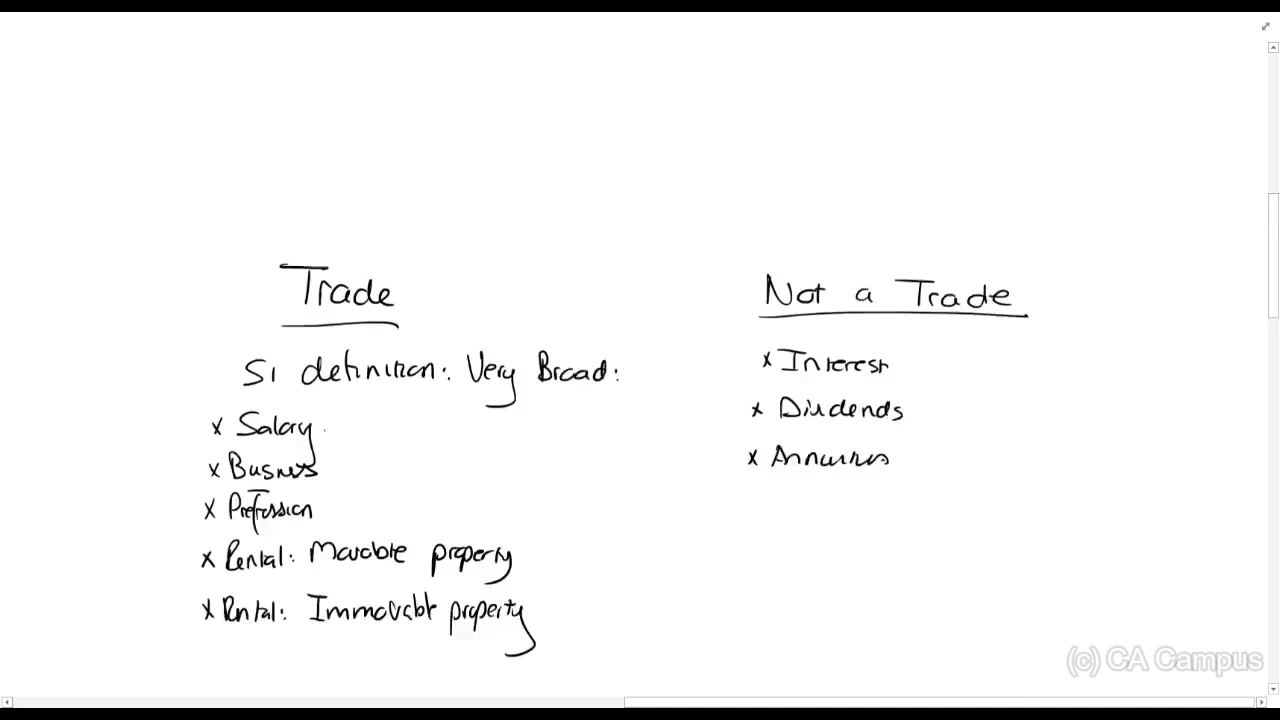 Trade
S1 definition: Very Broad:
x Salary
x Business
x Profession
x Rental: Movable property
x Rental: Immovable property
Not a Trade
x Interest
x Dividends
x Annuities
(c) CA Campus